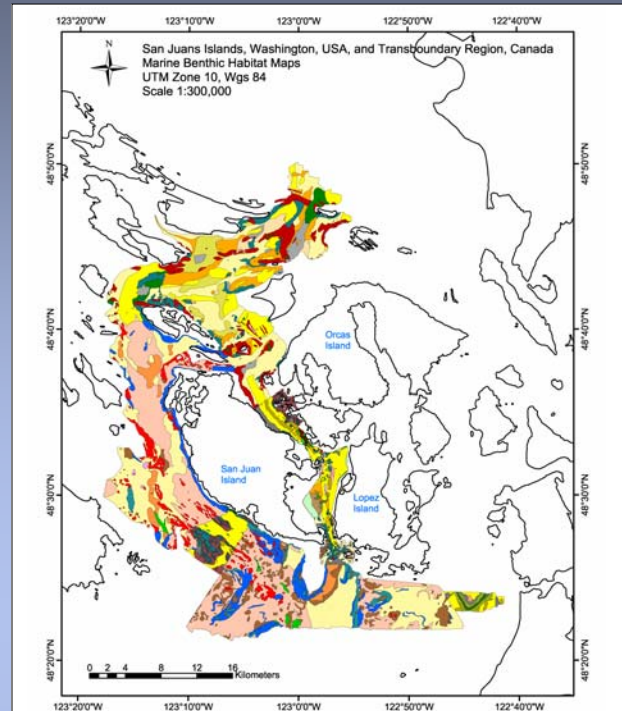 123°20'0"W 123°10'0"W 123°0'0"W 122°50'0"W 122°40'0"W
N
San Juans Islands, Washington, USA, and Transboundary Region, Canada
Marine Benthic Habitat Maps
UTM Zone 10, Wgs 84
Scale 1:300,000
48°50'0"N 48°50'0"N
48°40'0"N 48°40'0"N
Orcas
Island
San Juan
Island
Lopez
Island
48°30'0"N 48°30'0"N
48°20'0"N 48°20'0"N
0 2 4 8 12 16
Kilometers
123°20'0"W 123°10'0"W 123°0'0"W 122°50'0"W 122°40'0"W